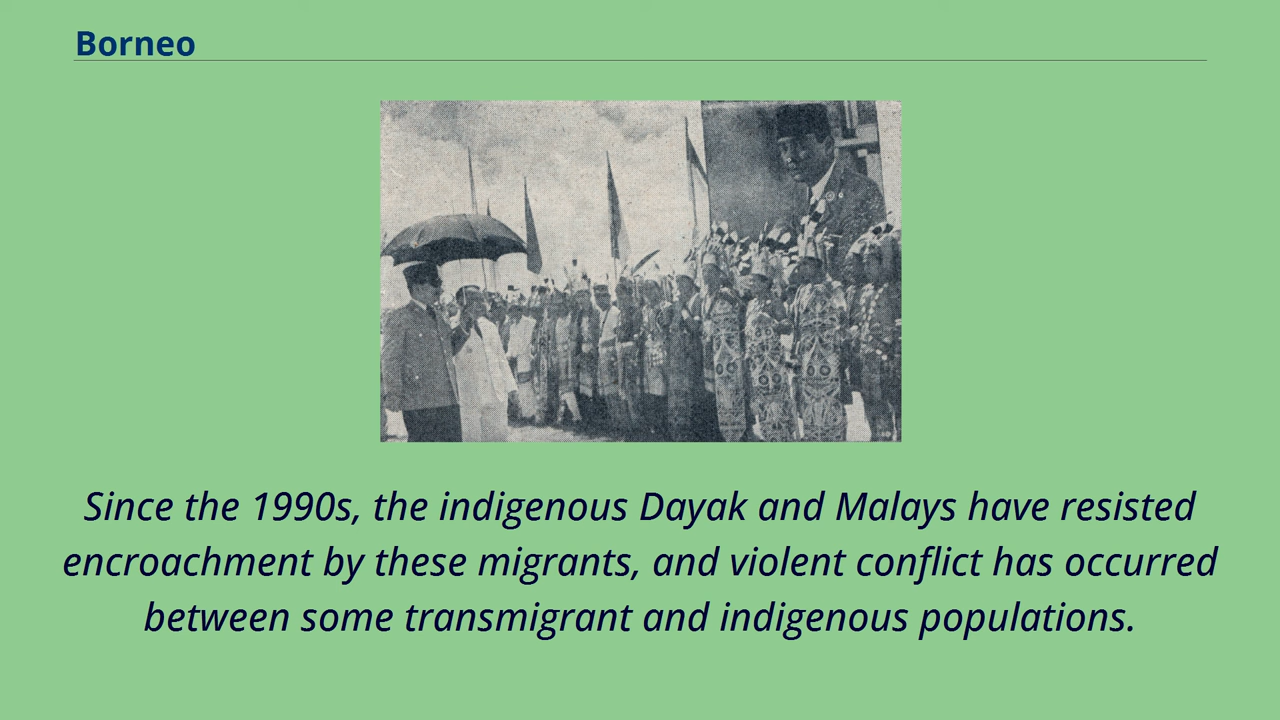 Borneo
Since the 1990s, the indigenous Dayak and Malays have resisted
encroachment by these migrants, and violent conflict has occurred
between some transmigrant and indigenous populations.